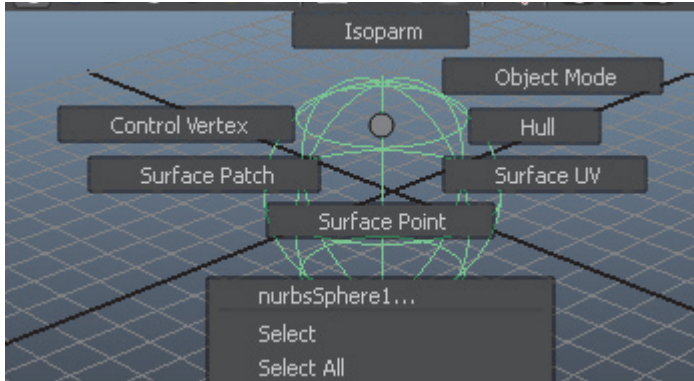 Isoparm
Object Mode
Control Vertex
Hull
Surface Patch
Surface UV
Surface Point
nurbsSphere1...
Select
Select All